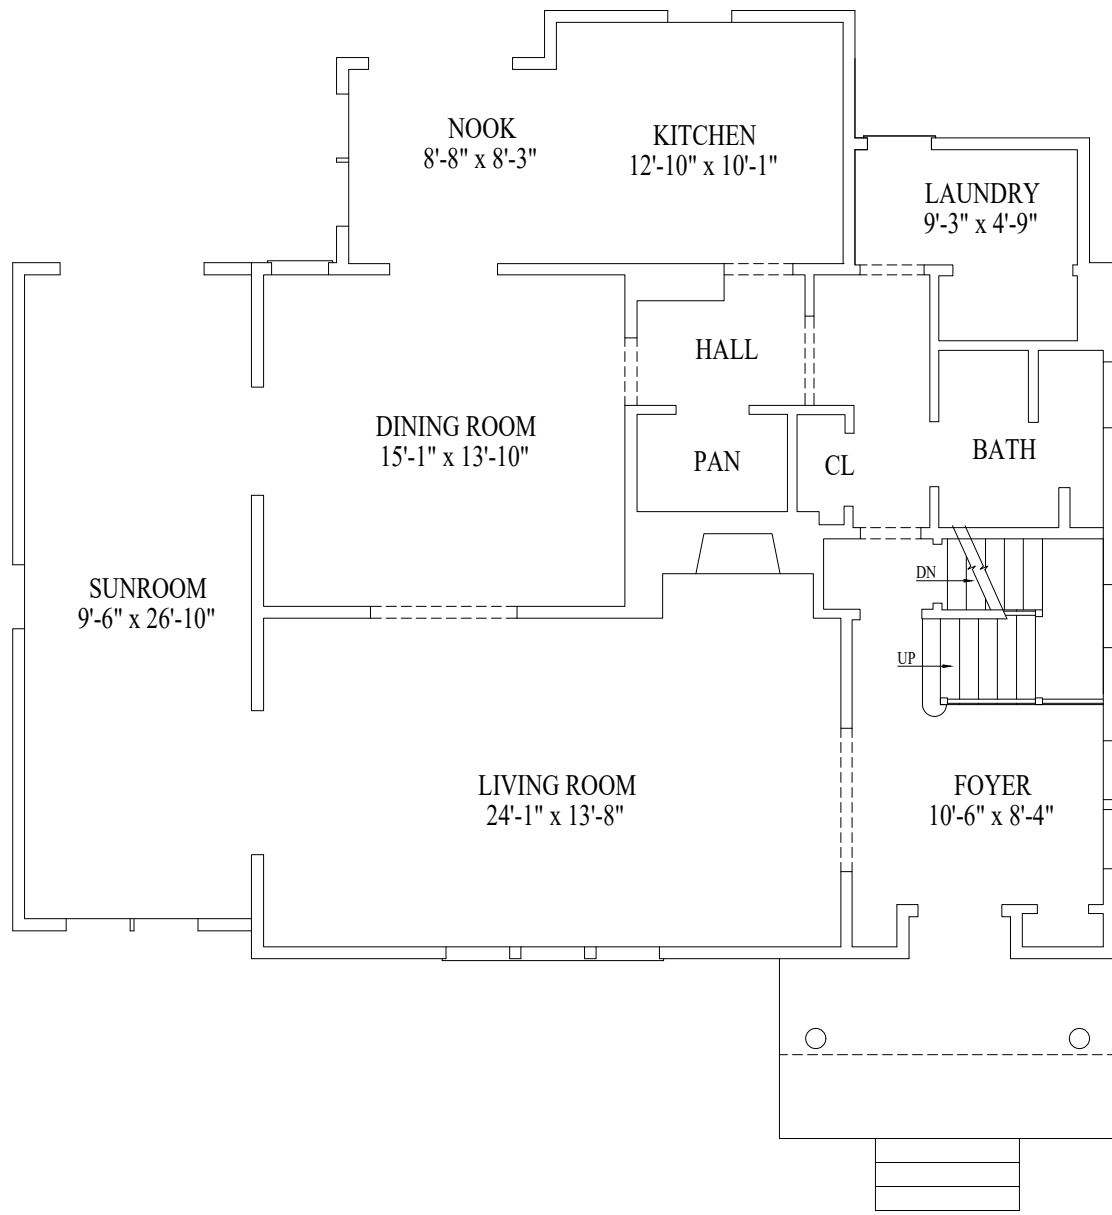 NOOK
8'-8" x 8'-3"
KITCHEN
12'-10" x 10'-1"
LAUNDRY
9'-3" x 4'-9"
HALL
DINING ROOM
15'-1" x 13'-10"
PAN
CL
BATH
SUNROOM
9'-6" x 26'-10"
DN
UP
LIVING ROOM
24'-1" x 13'-8"
FOYER
10'-6" x 8'-4"